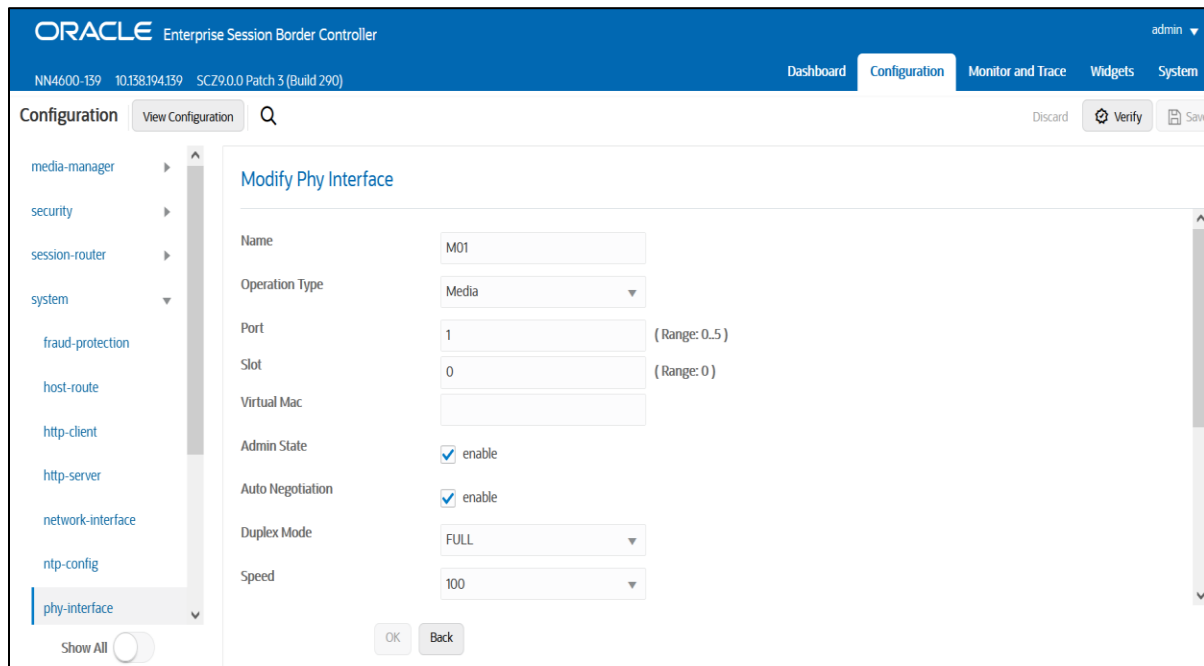 ORACLE Enterprise Session Border Controller
admin
NN4600-139 10.138.194.139 SCZ9.0.0 Patch 3 (Build 290)
Dashboard Configuration Monitor and Trace Widgets System
Configuration View Configuration
Discard Verify Save
media-manager
security
session-router
system
fraud-protection
host-route
http-client
http-server
network-interface
ntp-config
phy-interface
Show All
Modify Phy Interface
Name M01
Operation Type Media
Port 1 ( Range: 0..5 )
Slot 0 ( Range: 0 )
Virtual Mac
Admin State enable
Auto Negotiation enable
Duplex Mode FULL
Speed 100
OK Back